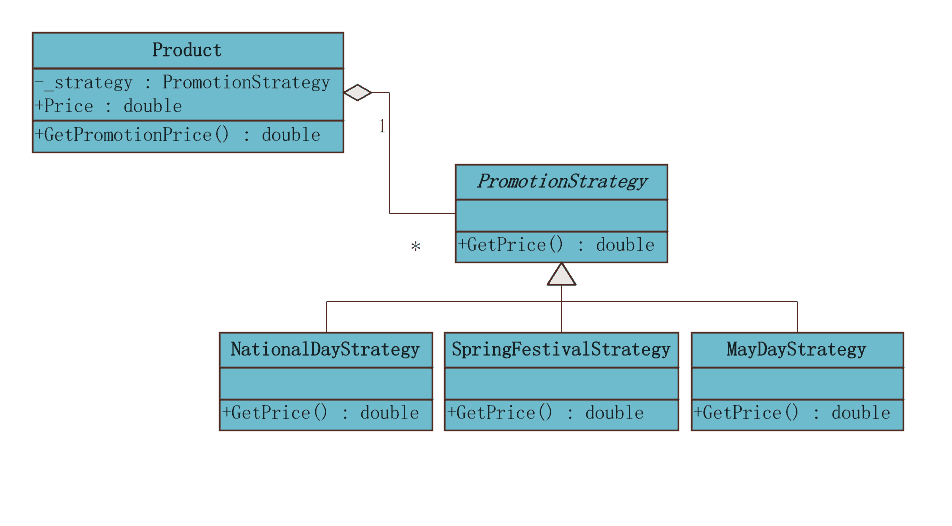 Product
-_strategy : PromotionStrategy
+Price : double
+GetPromotionPrice() : double
1
PromotionStrategy
+GetPrice() : double
*
NationalDayStrategy
+GetPrice() : double
SpringFestivalStrategy
+GetPrice() : double
MayDayStrategy
+GetPrice() : double